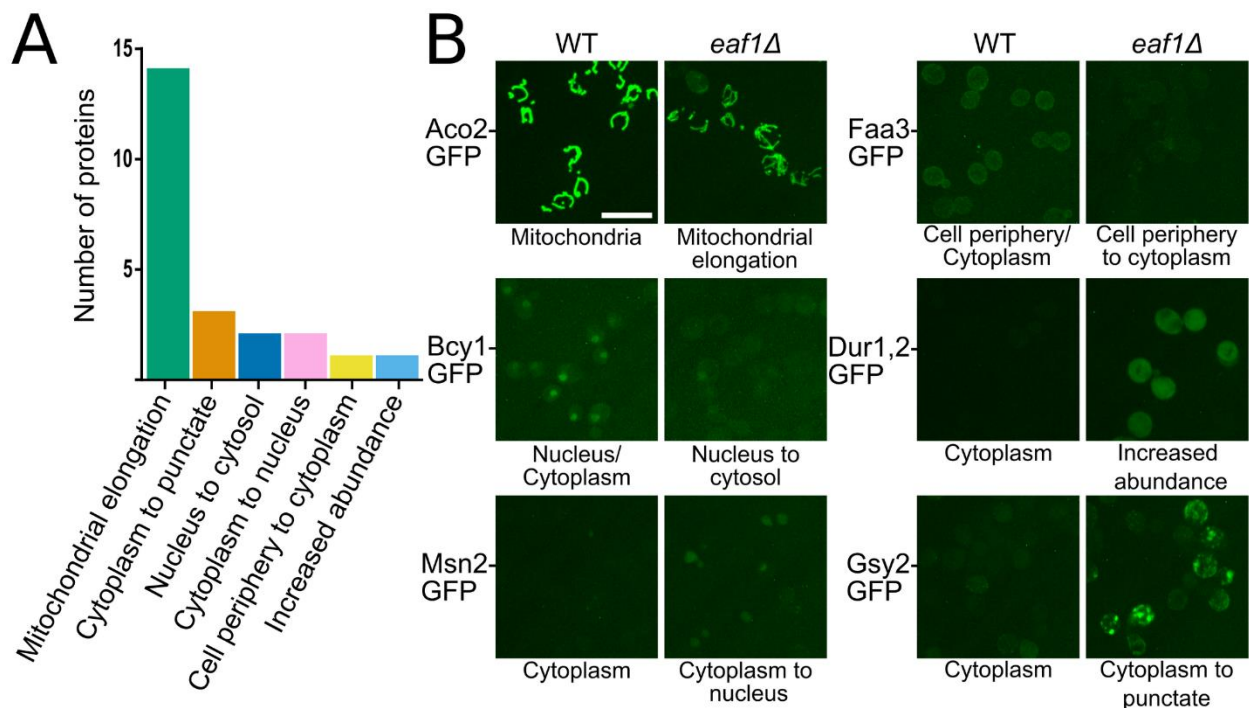 A
15
10
5
Number of proteins
Mitochondrial elongation
Cytoplasm to punctate
Nucleus to cytosol
Cytoplasm to nucleus
Cell periphery to cytoplasm
Increased abundance
B
WT
eaf1Δ
Aco2
GFP
Mitochondria
Mitochondrial
elongation
Bcy1
GFP
Nucleus/
Cytoplasm
Nucleus to
cytosol
Msn2
GFP
Cytoplasm
Cytoplasm to
nucleus
WT
eaf1Δ
Faa3
GFP
Cell periphery/
Cytoplasm
Cell periphery
to cytoplasm
Dur1,2
GFP
Cytoplasm
Increased
abundance
Gsy2
GFP
Cytoplasm
Cytoplasm to
punctate